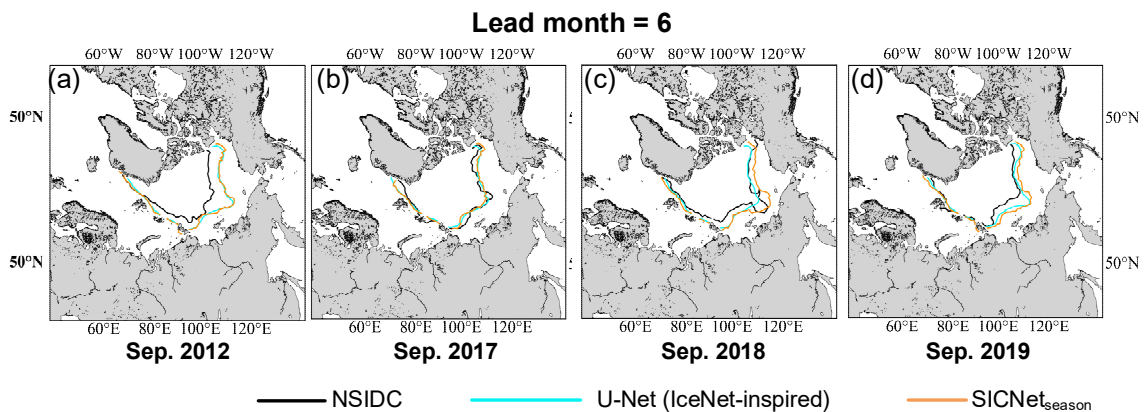 Lead month = 6
60°W 80°W 100°W 120°W 60°W 80°W 100°W 120°W 60°W 80°W 100°W 120°W 60°W 80°W 100°W 120°W
(a) (b) (c) (d)
50°N 50°N
50°N 50°N
60°E 80°E 100°E 120°E 60°E 80°E 100°E 120°E 60°E 80°E 100°E 120°E 60°E 80°E 100°E 120°E
Sep. 2012 Sep. 2017 Sep. 2018 Sep. 2019
NSIDC U-Net (IceNet-inspired) SICNetseason